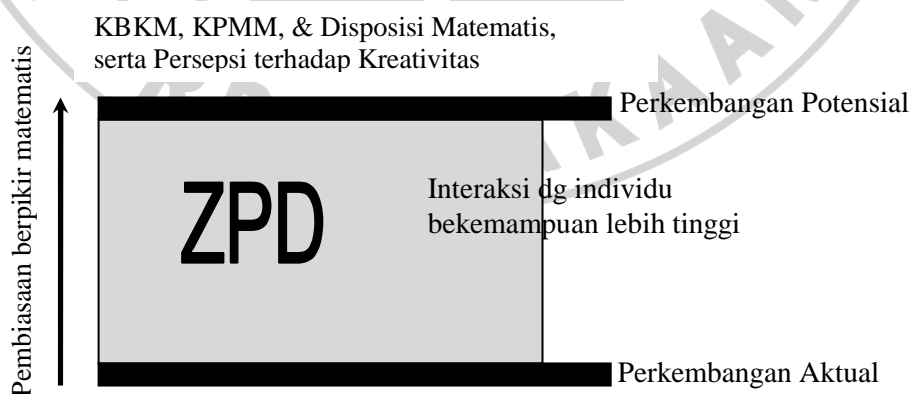 KBKM, KPMM, & Disposisi Matematis,
serta Persepsi terhadap Kreativitas
Pembiasaan berpikir matematis
Perkembangan Potensial
ZPD
Interaksi dg individu
bekemampuan lebih tinggi
Perkembangan Aktual